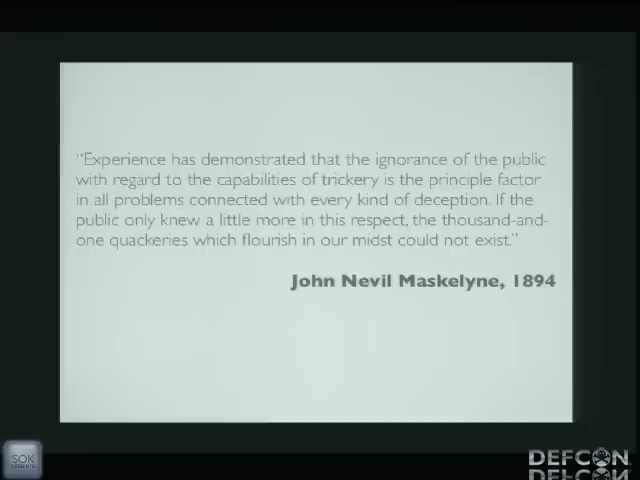 “Experience has demonstrated that the ignorance of the public
with regard to the capabilities of trickery is the principle factor
in all problems connected with every kind of deception. If the
public only knew a little more in this respect, the thousand-and-
one quackeries which flourish in our midst could not exist.”
John Nevil Maskelyne, 1894
SOK
DEFCON
DEFCON